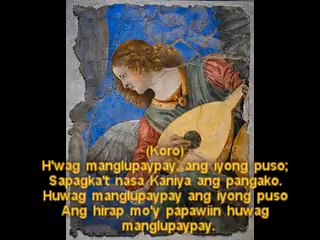 (Koro)
H'wag manglupaypay, ang iyong puso;
Sapagka't nasa Kaniya ang pangako.
Huwag manglupaypay ang iyong puso
Ang hirap mo'y papawiin huwag
manglupaypay.